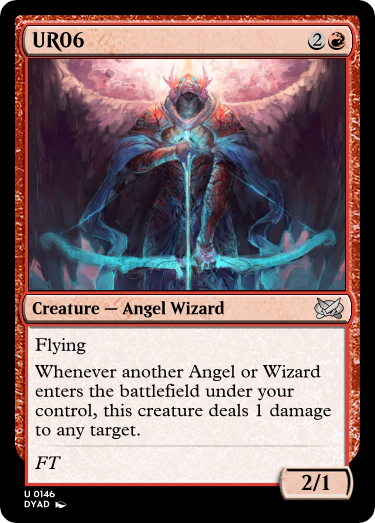 UR06 2
Creature — Angel Wizard
Flying
Whenever another Angel or Wizard
enters the battlefield under your
control, this creature deals 1 damage
to any target.
FT
2/1
U 0146
DYAD